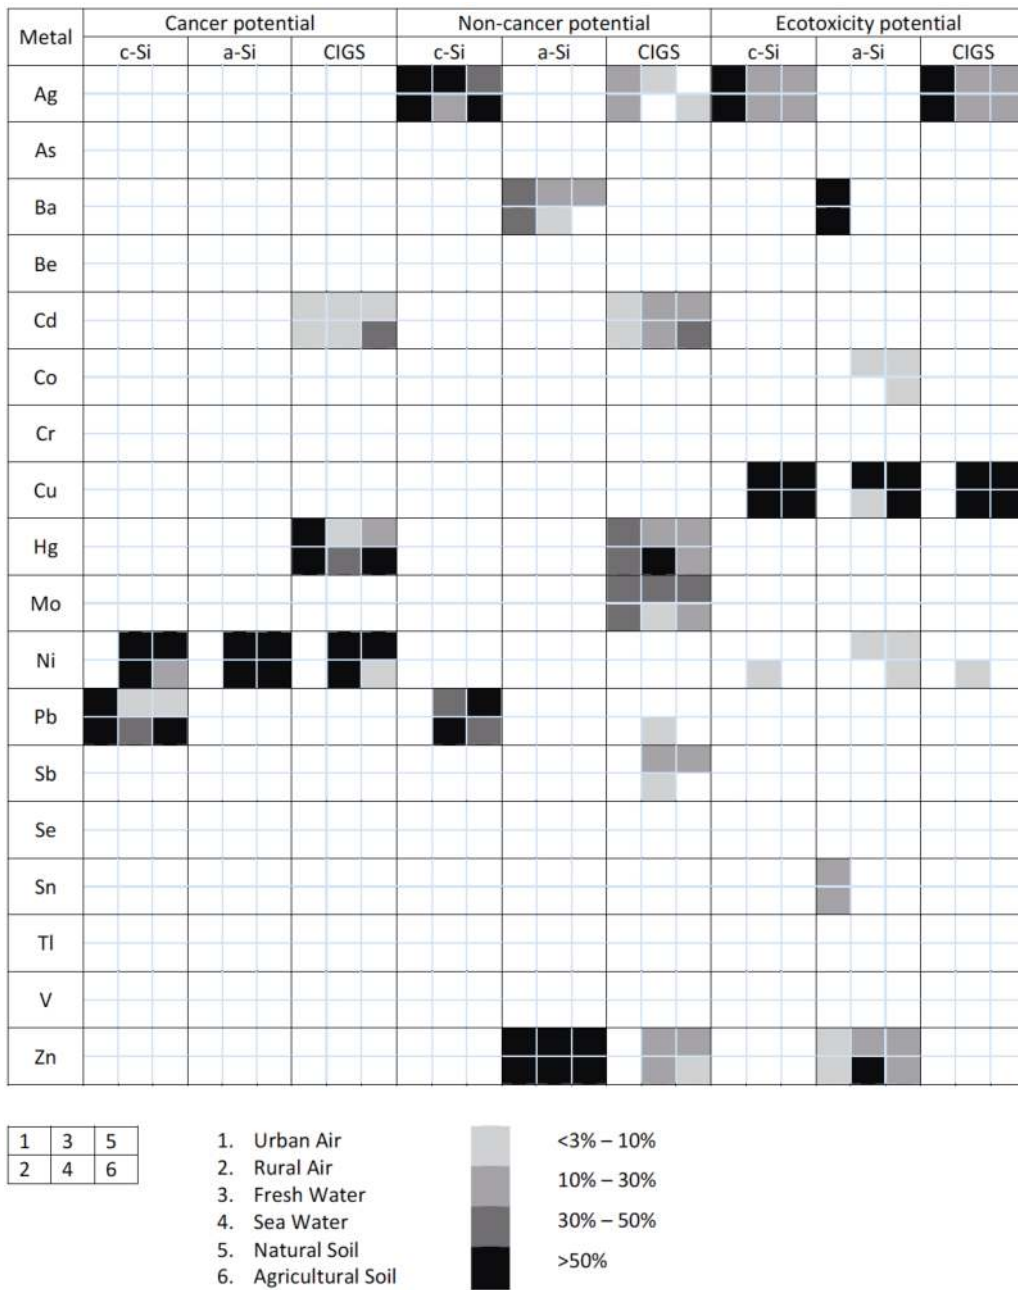 Metal Cancer potential Non-cancer potential Ecotoxicity potential
c-Si a-Si CIGS c-Si a-Si CIGS c-Si a-Si CIGS
Ag
As
Ba
Be
Cd
Co
Cr
Cu
Hg
Mo
Ni
Pb
Sb
Se
Sn
Tl
V
Zn
1 3 5
2 4 6
1. Urban Air
2. Rural Air
3. Fresh Water
4. Sea Water
5. Natural Soil
6. Agricultural Soil
<3% – 10%
10% – 30%
30% – 50%
>50%